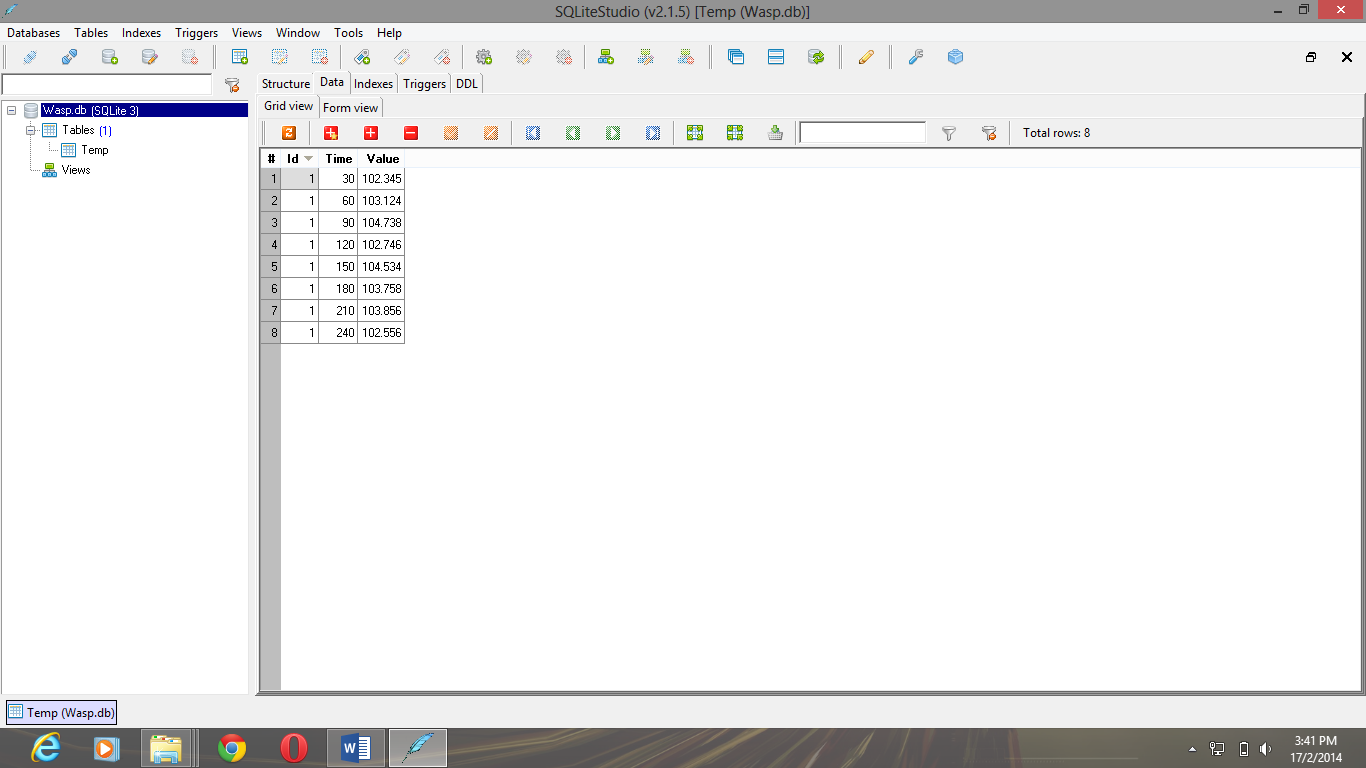 SQLiteStudio (v2.1.5) [Temp (Wasp.db)]
Databases Tables Indexes Triggers Views Window Tools Help
Structure Data Indexes Triggers DDL
Grid view Form view
Total rows: 8
Wasp.db (SQLite 3)
Tables (1)
Temp
Views
# Id Time Value
1 1 30 102.345
2 1 60 103.124
3 1 90 104.738
4 1 120 102.746
5 1 150 104.534
6 1 180 103.758
7 1 210 103.856
8 1 240 102.556
Temp (Wasp.db)
3:41 PM
17/2/2014